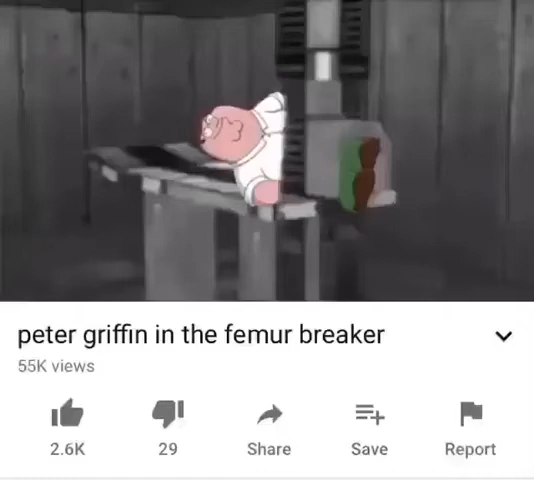 peter griffin in the femur breaker
55K views
2.6K
29
Share
Save
Report